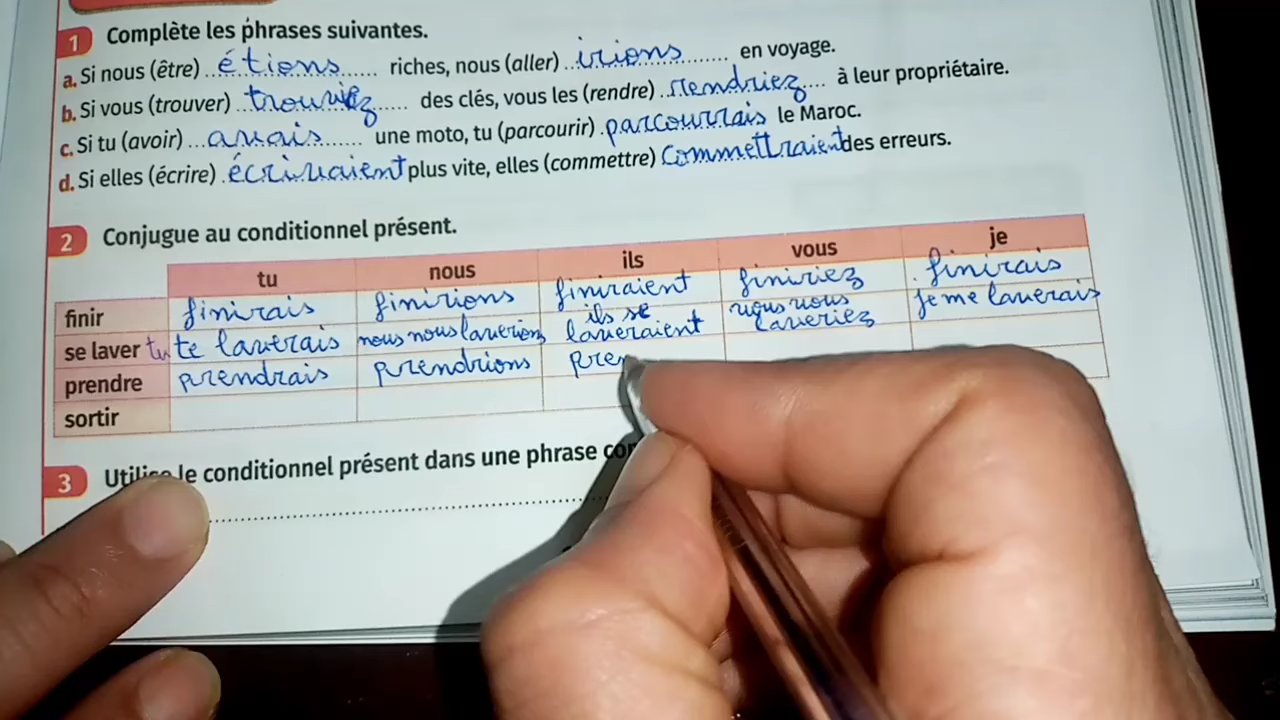 1 Complète les phrases suivantes.
a. Si nous (être) étions riches, nous (aller) irions en voyage.
b. Si vous (trouver) trouviez des clés, vous les (rendre) rendriez à leur propriétaire.
c. Si tu (avoir) avais une moto, tu (parcourir) parcourrais le Maroc.
d. Si elles (écrire) écrivaient plus vite, elles (commettre) commettraient des erreurs.
2 Conjugue au conditionnel présent.
tu nous ils vous je
finir finirais finirions finiraient finiriez finirais
se laver tu te laverais nous nous laverions ils se laveraient vous vous laveriez je me laverais
prendre prendrais prendrions pren
sortir
3 Utilise le conditionnel présent dans une phrase